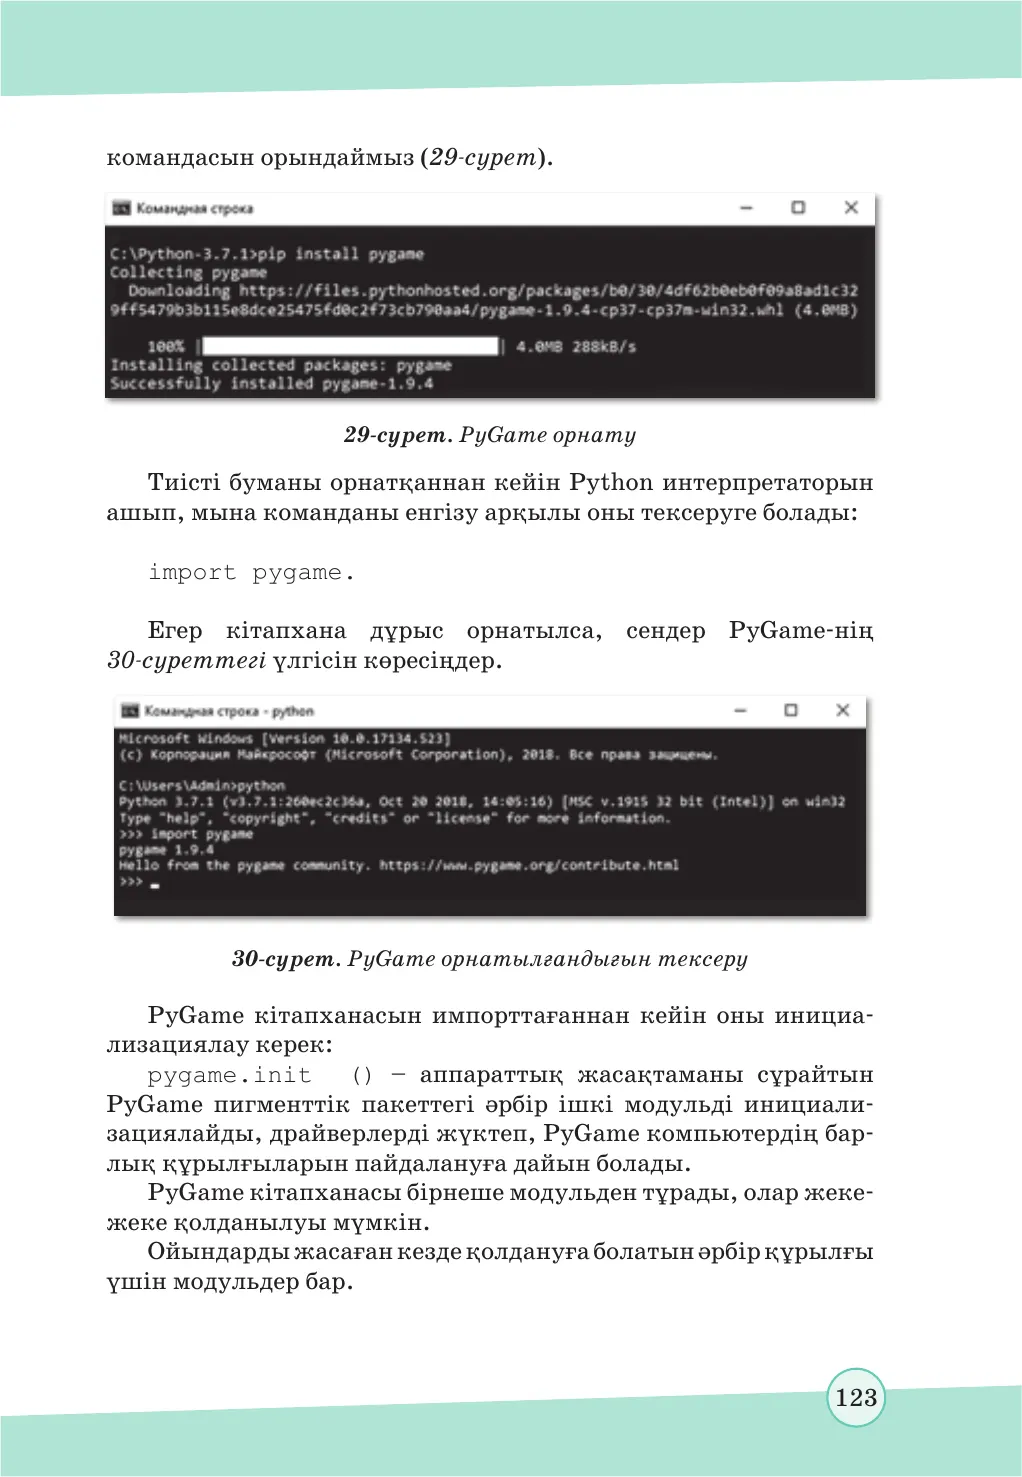 командасын орындаймыз (29-сурет).
Командная строка
C:\Python-3.7.1>pip install pygame
Collecting pygame
Downloading https://files.pythonhosted.org/packages/b0/30/4df62b0eb0f09a8ad1c32
9ff5479b3b115e8dce25475fd0c2f73cb790aa4/pygame-1.9.4-cp37-cp37m-win32.whl (4.0MB)
100% | | 4.0MB 288kB/s
Installing collected packages: pygame
Successfully installed pygame-1.9.4
29-сурет. PyGame орнату
Тиісті буманы орнатқаннан кейін Python интерпретаторын
ашып, мына команданы енгізу арқылы оны тексеруге болады:
import pygame.
Егер кітапхана дұрыс орнатылса, сендер PyGame-нің
30-суреттегі үлгісін көресіңдер.
Командная строка - python
Microsoft Windows [Version 10.0.17134.523]
(c) Корпорация Майкрософт (Microsoft Corporation), 2018. Все права защищены.
C:\Users\Admin>python
Python 3.7.1 (v3.7.1:260ec2c36a, Oct 20 2018, 14:05:16) [MSC v.1915 32 bit (Intel)] on win32
Type "help", "copyright", "credits" or "license" for more information.
>>> import pygame
pygame 1.9.4
Hello from the pygame community. https://www.pygame.org/contribute.html
>>> _
30-сурет. PyGame орнатылғандығын тексеру
PyGame кітапханасын импорттағаннан кейін оны инициа-
лизациялау керек:
pygame.init () – аппараттық жасақтаманы сұрайтын
PyGame пигменттік пакеттегі әрбір ішкі модульді инициали-
зациялайды, драйверлерді жүктеп, PyGame компьютердің бар-
лық құрылғыларын пайдалануға дайын болады.
PyGame кітапханасы бірнеше модульден тұрады, олар жеке-
жеке қолданылуы мүмкін.
Ойындарды жасаған кезде қолдануға болатын әрбір құрылғы
үшін модульдер бар.
123